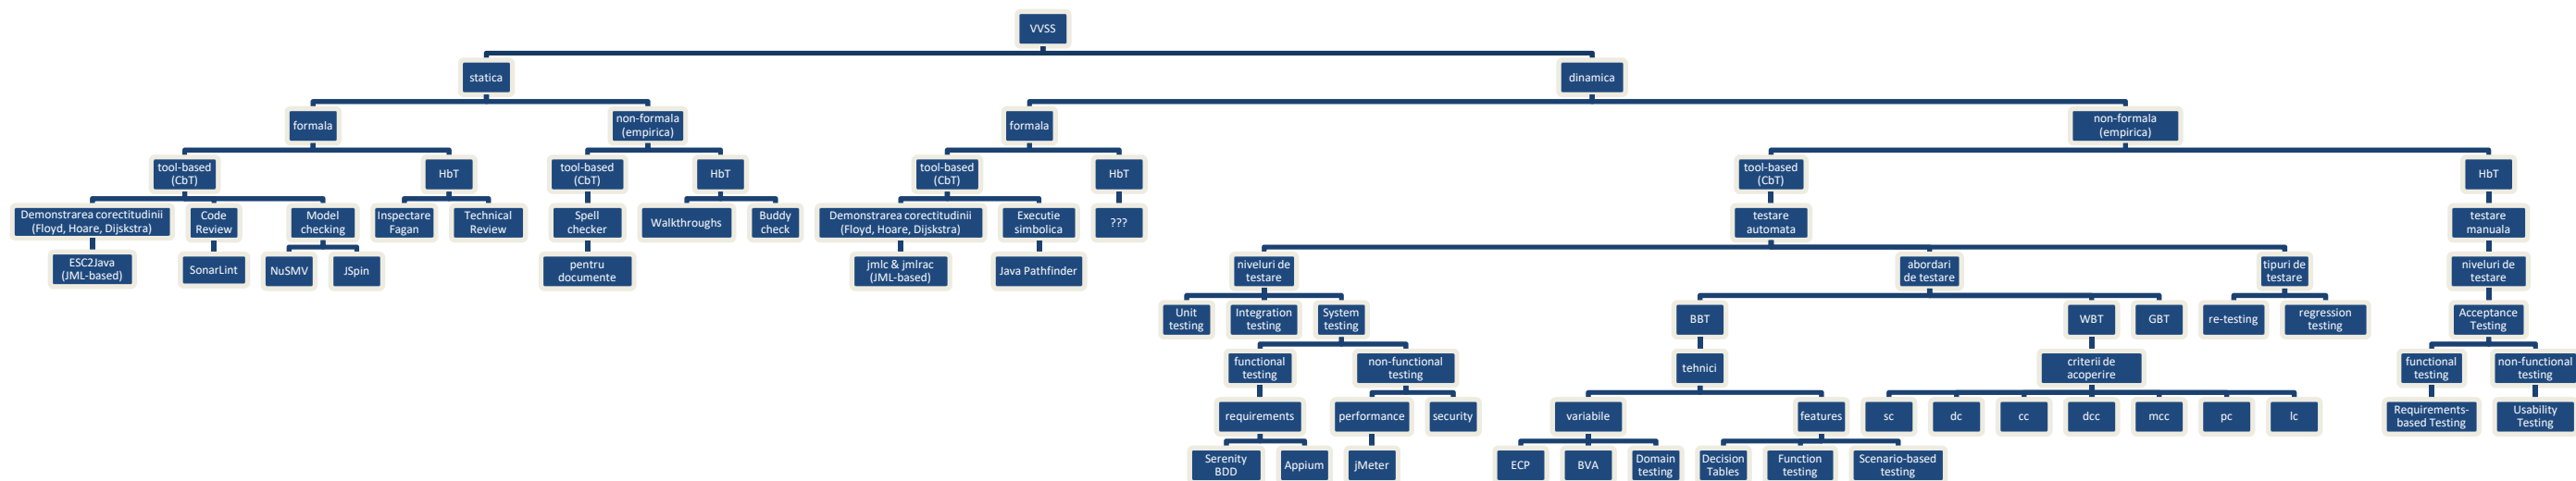 VVSS
statica
dinamica
formala
non-formala
(empirica)
formala
non-formala
(empirica)
tool-based
(CbT)
HbT
tool-based
(CbT)
HbT
tool-based
(CbT)
HbT
tool-based
(CbT)
HbT
Demonstrarea corectitudinii
(Floyd, Hoare, Dijskstra)
Code
Review
Model
checking
Inspectare
Fagan
Technical
Review
Spell
checker
Walkthroughs
Buddy
check
Demonstrarea corectitudinii
(Floyd, Hoare, Dijskstra)
Executie
simbolica
???
testare
automata
testare
manuala
ESC2Java
(JML-based)
SonarLint
NuSMV
JSpin
pentru
documente
jmlc & jmlrac
(JML-based)
Java Pathfinder
niveluri de
testare
abordari
de testare
tipuri de
testare
niveluri de
testare
Unit
testing
Integration
testing
System
testing
BBT
WBT
GBT
re-testing
regression
testing
Acceptance
Testing
functional
testing
non-functional
testing
tehnici
criterii de
acoperire
functional
testing
non-functional
testing
requirements
performance
security
variabile
features
sc
dc
cc
dcc
mcc
pc
lc
Requirements-
based Testing
Usability
Testing
Serenity
BDD
Appium
jMeter
ECP
BVA
Domain
testing
Decision
Tables
Function
testing
Scenario-based
testing